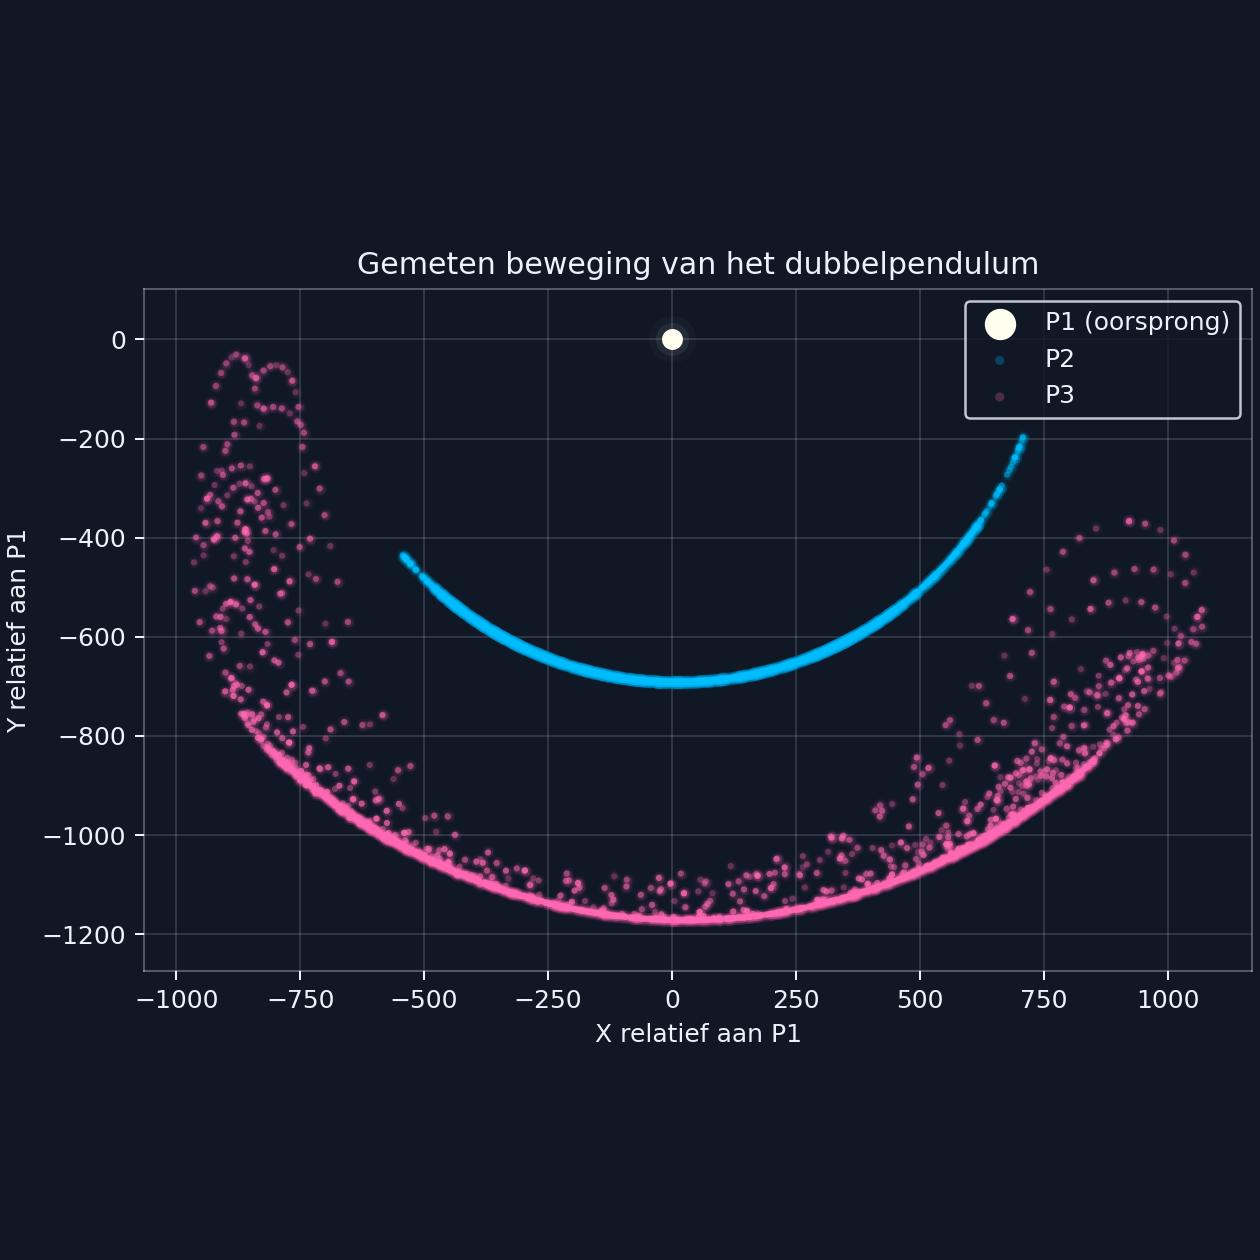 Gemeten beweging van het dubbelpendulum
P1 (oorsprong)
P2
P3
Y relatief aan P1
0
−200
−400
−600
−800
−1000
−1200
−1000 −750 −500 −250 0 250 500 750 1000
X relatief aan P1